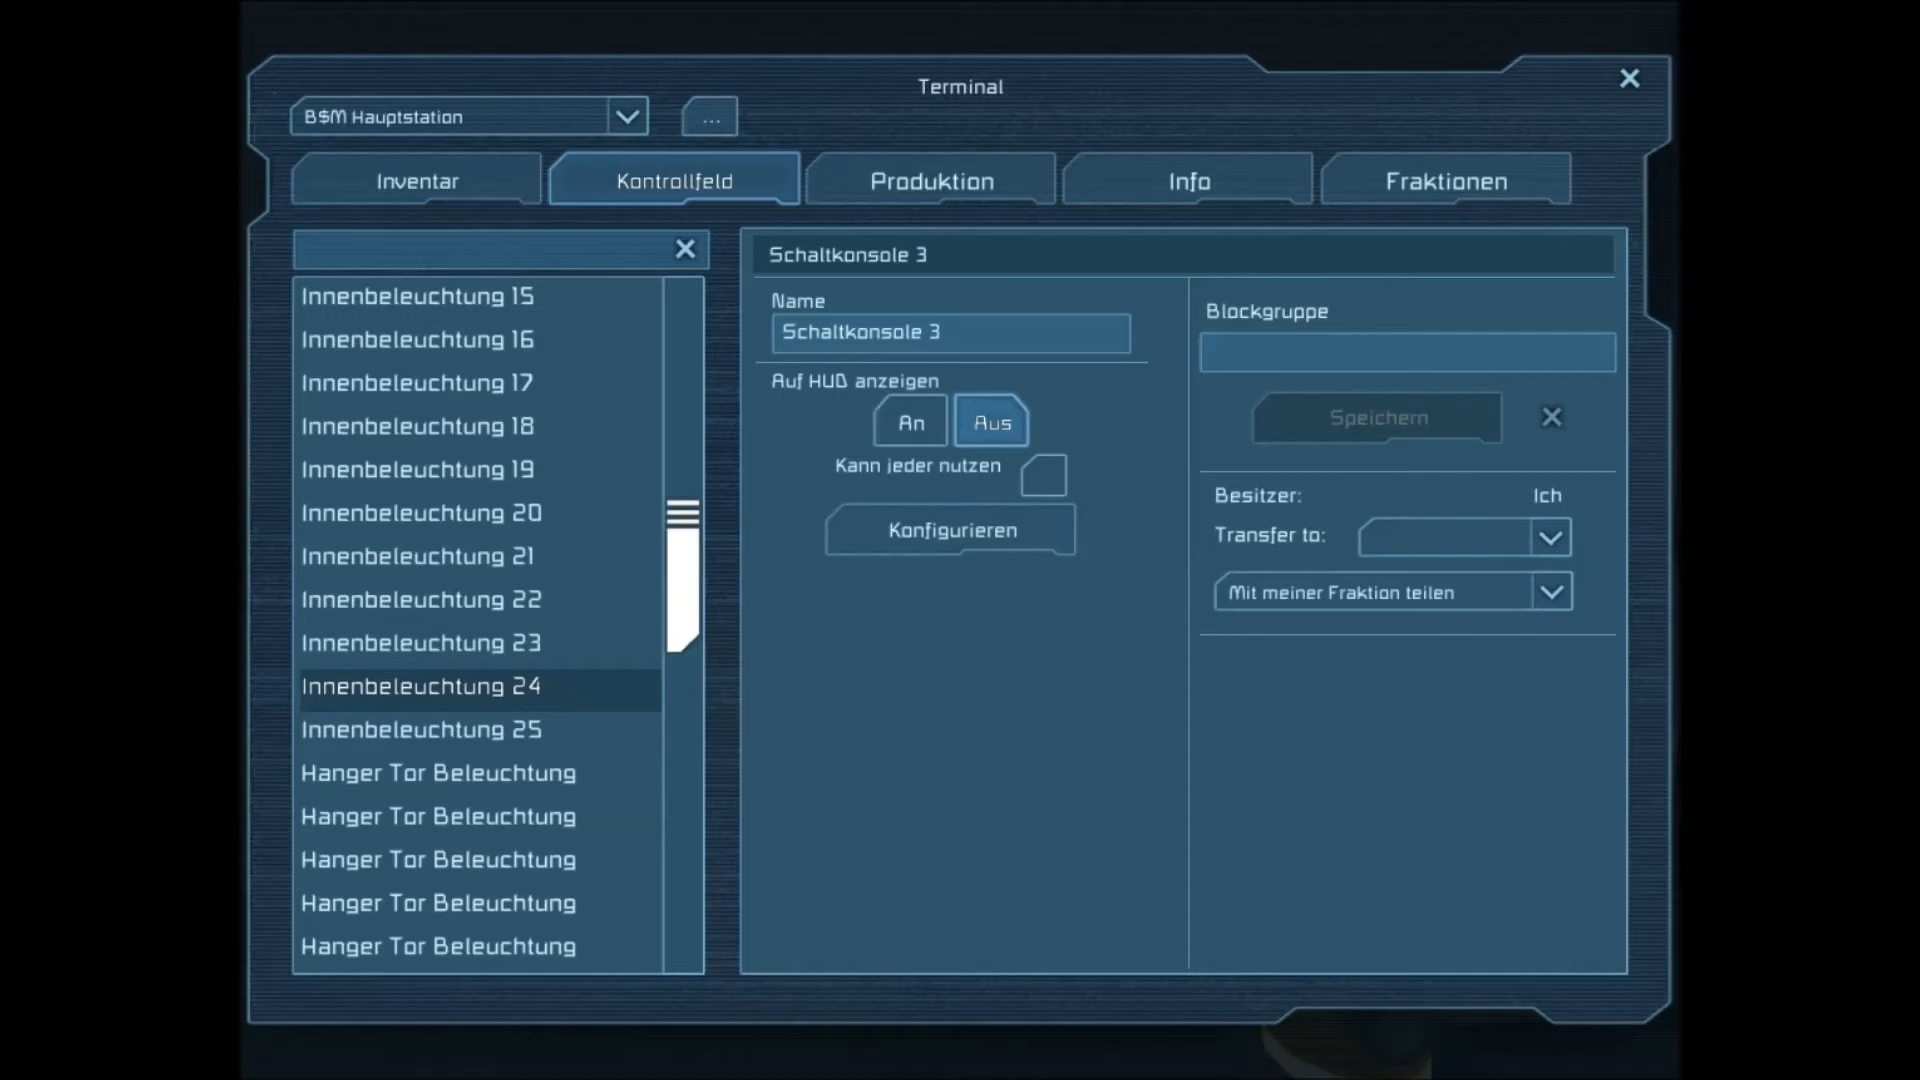 Terminal
B$M Hauptstation
...
Inventar
Kontrollfeld
Produktion
Info
Fraktionen
Innenbeleuchtung 15
Innenbeleuchtung 16
Innenbeleuchtung 17
Innenbeleuchtung 18
Innenbeleuchtung 19
Innenbeleuchtung 20
Innenbeleuchtung 21
Innenbeleuchtung 22
Innenbeleuchtung 23
Innenbeleuchtung 24
Innenbeleuchtung 25
Hanger Tor Beleuchtung
Hanger Tor Beleuchtung
Hanger Tor Beleuchtung
Hanger Tor Beleuchtung
Hanger Tor Beleuchtung
Schaltkonsole 3
Name
Schaltkonsole 3
Auf HUD anzeigen
An
Aus
Kann jeder nutzen
Konfigurieren
Blockgruppe
Speichern
Besitzer: Ich
Transfer to:
Mit meiner Fraktion teilen